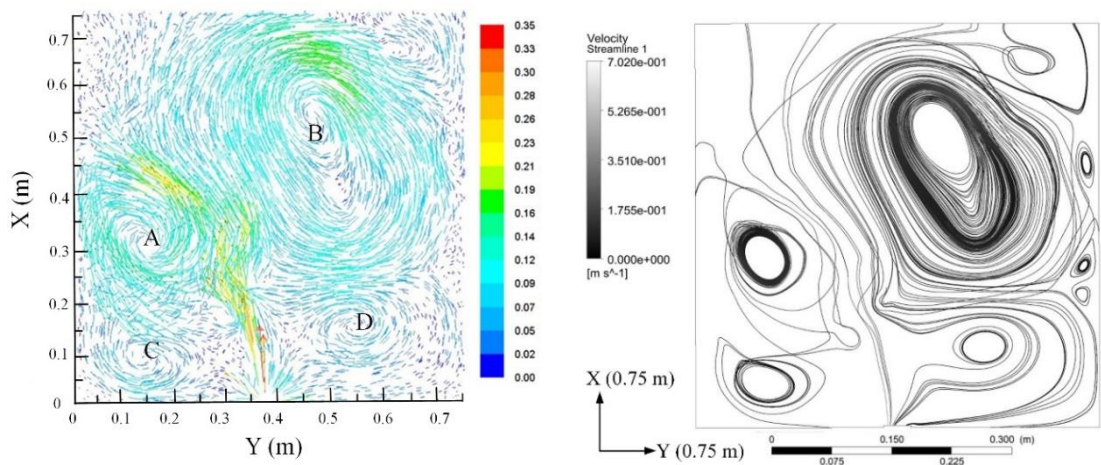 0.7
0.6
0.5
0.4
0.3
0.2
0.1
0
X (m)
0 0.1 0.2 0.3 0.4 0.5 0.6 0.7
Y (m)
A
B
C
D
0.35
0.33
0.30
0.28
0.26
0.24
0.21
0.19
0.16
0.14
0.12
0.09
0.07
0.05
0.02
0.00
Velocity
Streamline 1
7.020e-001
5.265e-001
3.510e-001
1.755e-001
0.000e+000
[m s^-1]
X (0.75 m)
Y (0.75 m)
0 0.150 0.300 (m)
0.075 0.225